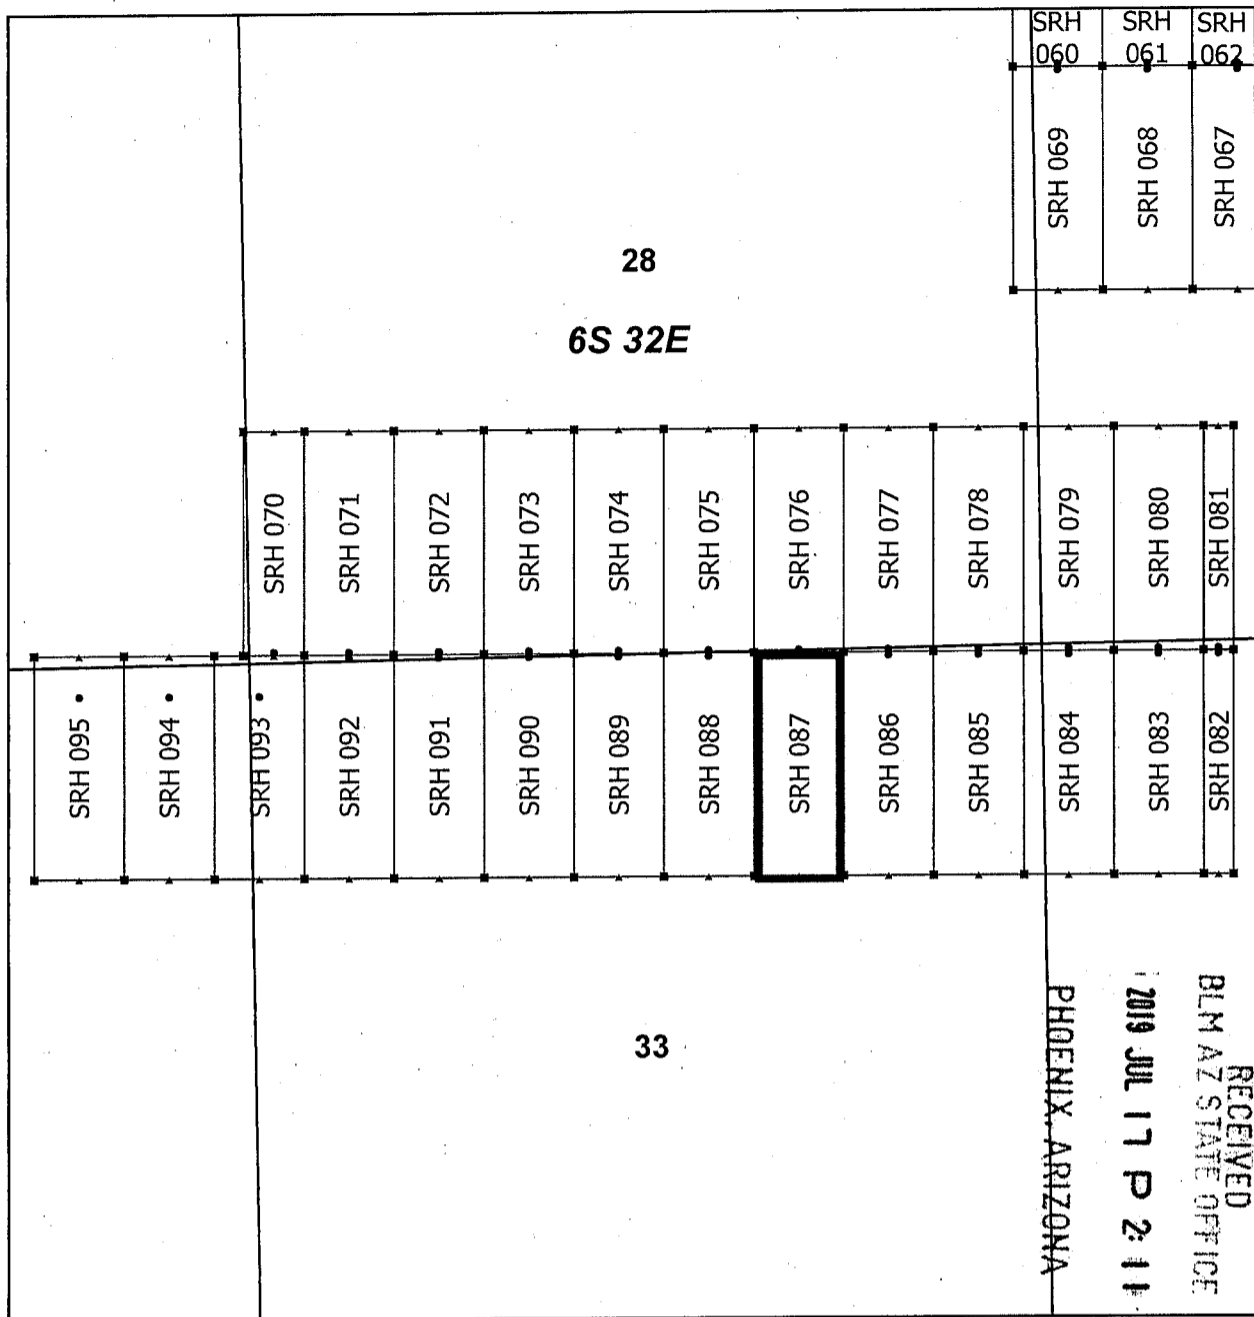 SRH 060
SRH 061
SRH 062
SRH 069
SRH 068
SRH 067
28
6S 32E
SRH 070
SRH 071
SRH 072
SRH 073
SRH 074
SRH 075
SRH 076
SRH 077
SRH 078
SRH 079
SRH 080
SRH 081
SRH 095
SRH 094
SRH 093
SRH 092
SRH 091
SRH 090
SRH 089
SRH 088
SRH 087
SRH 086
SRH 085
SRH 084
SRH 083
SRH 082
33
RECEIVED
BLM AZ STATE OFFICE
2019 JUL 17 P 2:11
PHOENIX, ARIZONA